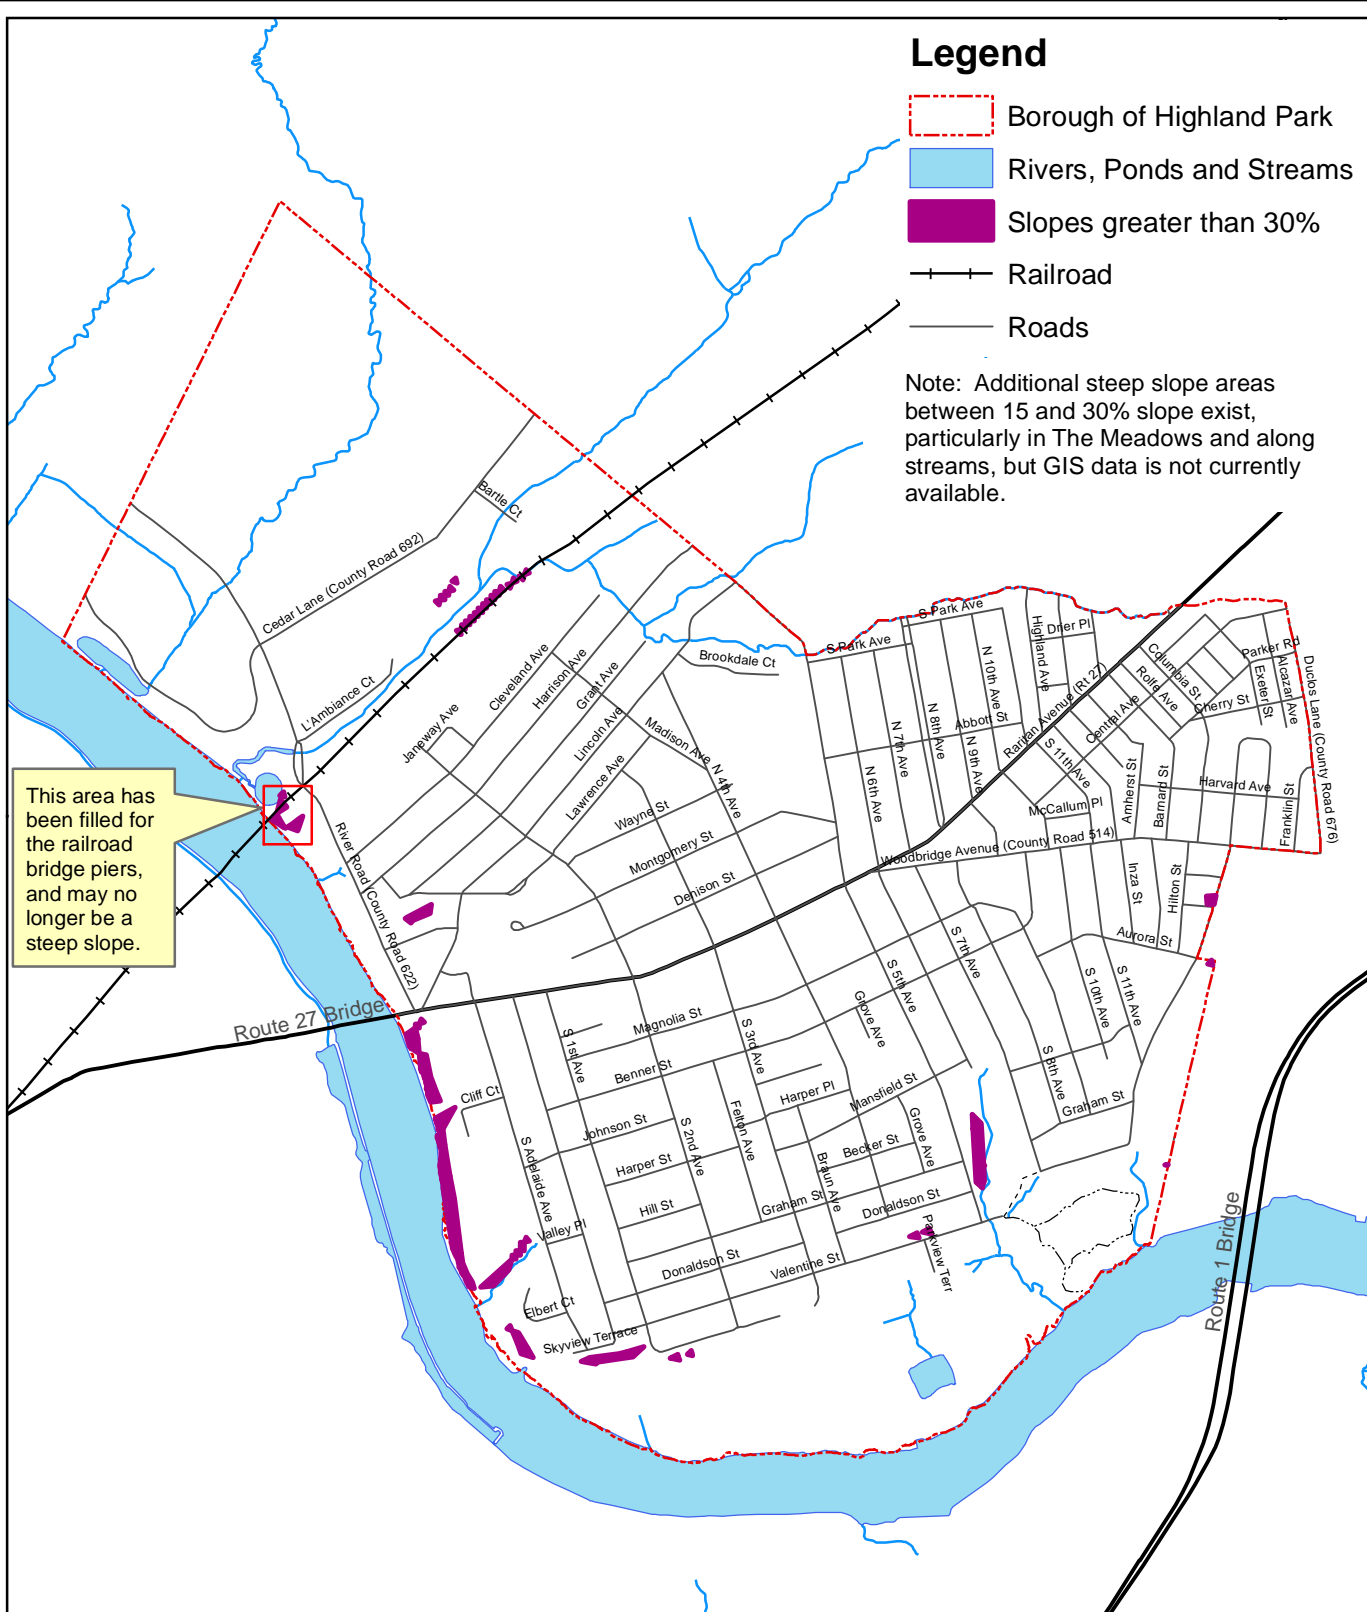 Legend
Borough of Highland Park
Rivers, Ponds and Streams
Slopes greater than 30%
Railroad
Roads
Note: Additional steep slope areas
between 15 and 30% slope exist,
particularly in The Meadows and along
streams, but GIS data is not currently
available.
Bartle Ct
Cedar Lane (County Road 692)
L'Ambiance Ct
Janeway Ave
Cleveland Ave
Harrison Ave
Grant Ave
Lincoln Ave
Lawrence Ave
Madison Ave
N 4th Ave
Brookdale Ct
S Park Ave
S Park Ave
Highland Ave
Drier Pl
N 10th Ave
Abbott St
N 9th Ave
N 8th Ave
N 7th Ave
N 6th Ave
Raritan Avenue (Rt 27)
Columbia St
Rolfe Ave
Central Ave
Cherry St
Parker Rd
Exeter St
Alcazar Ave
Duclos Lane (County Road 676)
S 11th Ave
McCallum Pl
Amherst St
Barnard St
Harvard Ave
Franklin St
Woodbridge Avenue (County Road 514)
Inza St
Hilton St
Aurora St
This area has
been filled for
the railroad
bridge piers,
and may no
longer be a
steep slope.
River Road (County Road 622)
Wayne St
Montgomery St
Denison St
Route 27 Bridge
S 1st Ave
Magnolia St
Benner St
S 3rd Ave
Grove Ave
S 5th Ave
S 7th Ave
S 10th Ave
S 11th Ave
S 8th Ave
Graham St
Cliff Ct
Johnson St
S 2nd Ave
Felton Ave
Harper Pl
Mansfield St
Grove Ave
Becker St
Braun Ave
Harper St
Hill St
S Adelaide Ave
Valley Pl
Graham St
Donaldson St
Donaldson St
Valentine St
Parkview Terr
Elbert Ct
Skyview Terrace
Route 1 Bridge